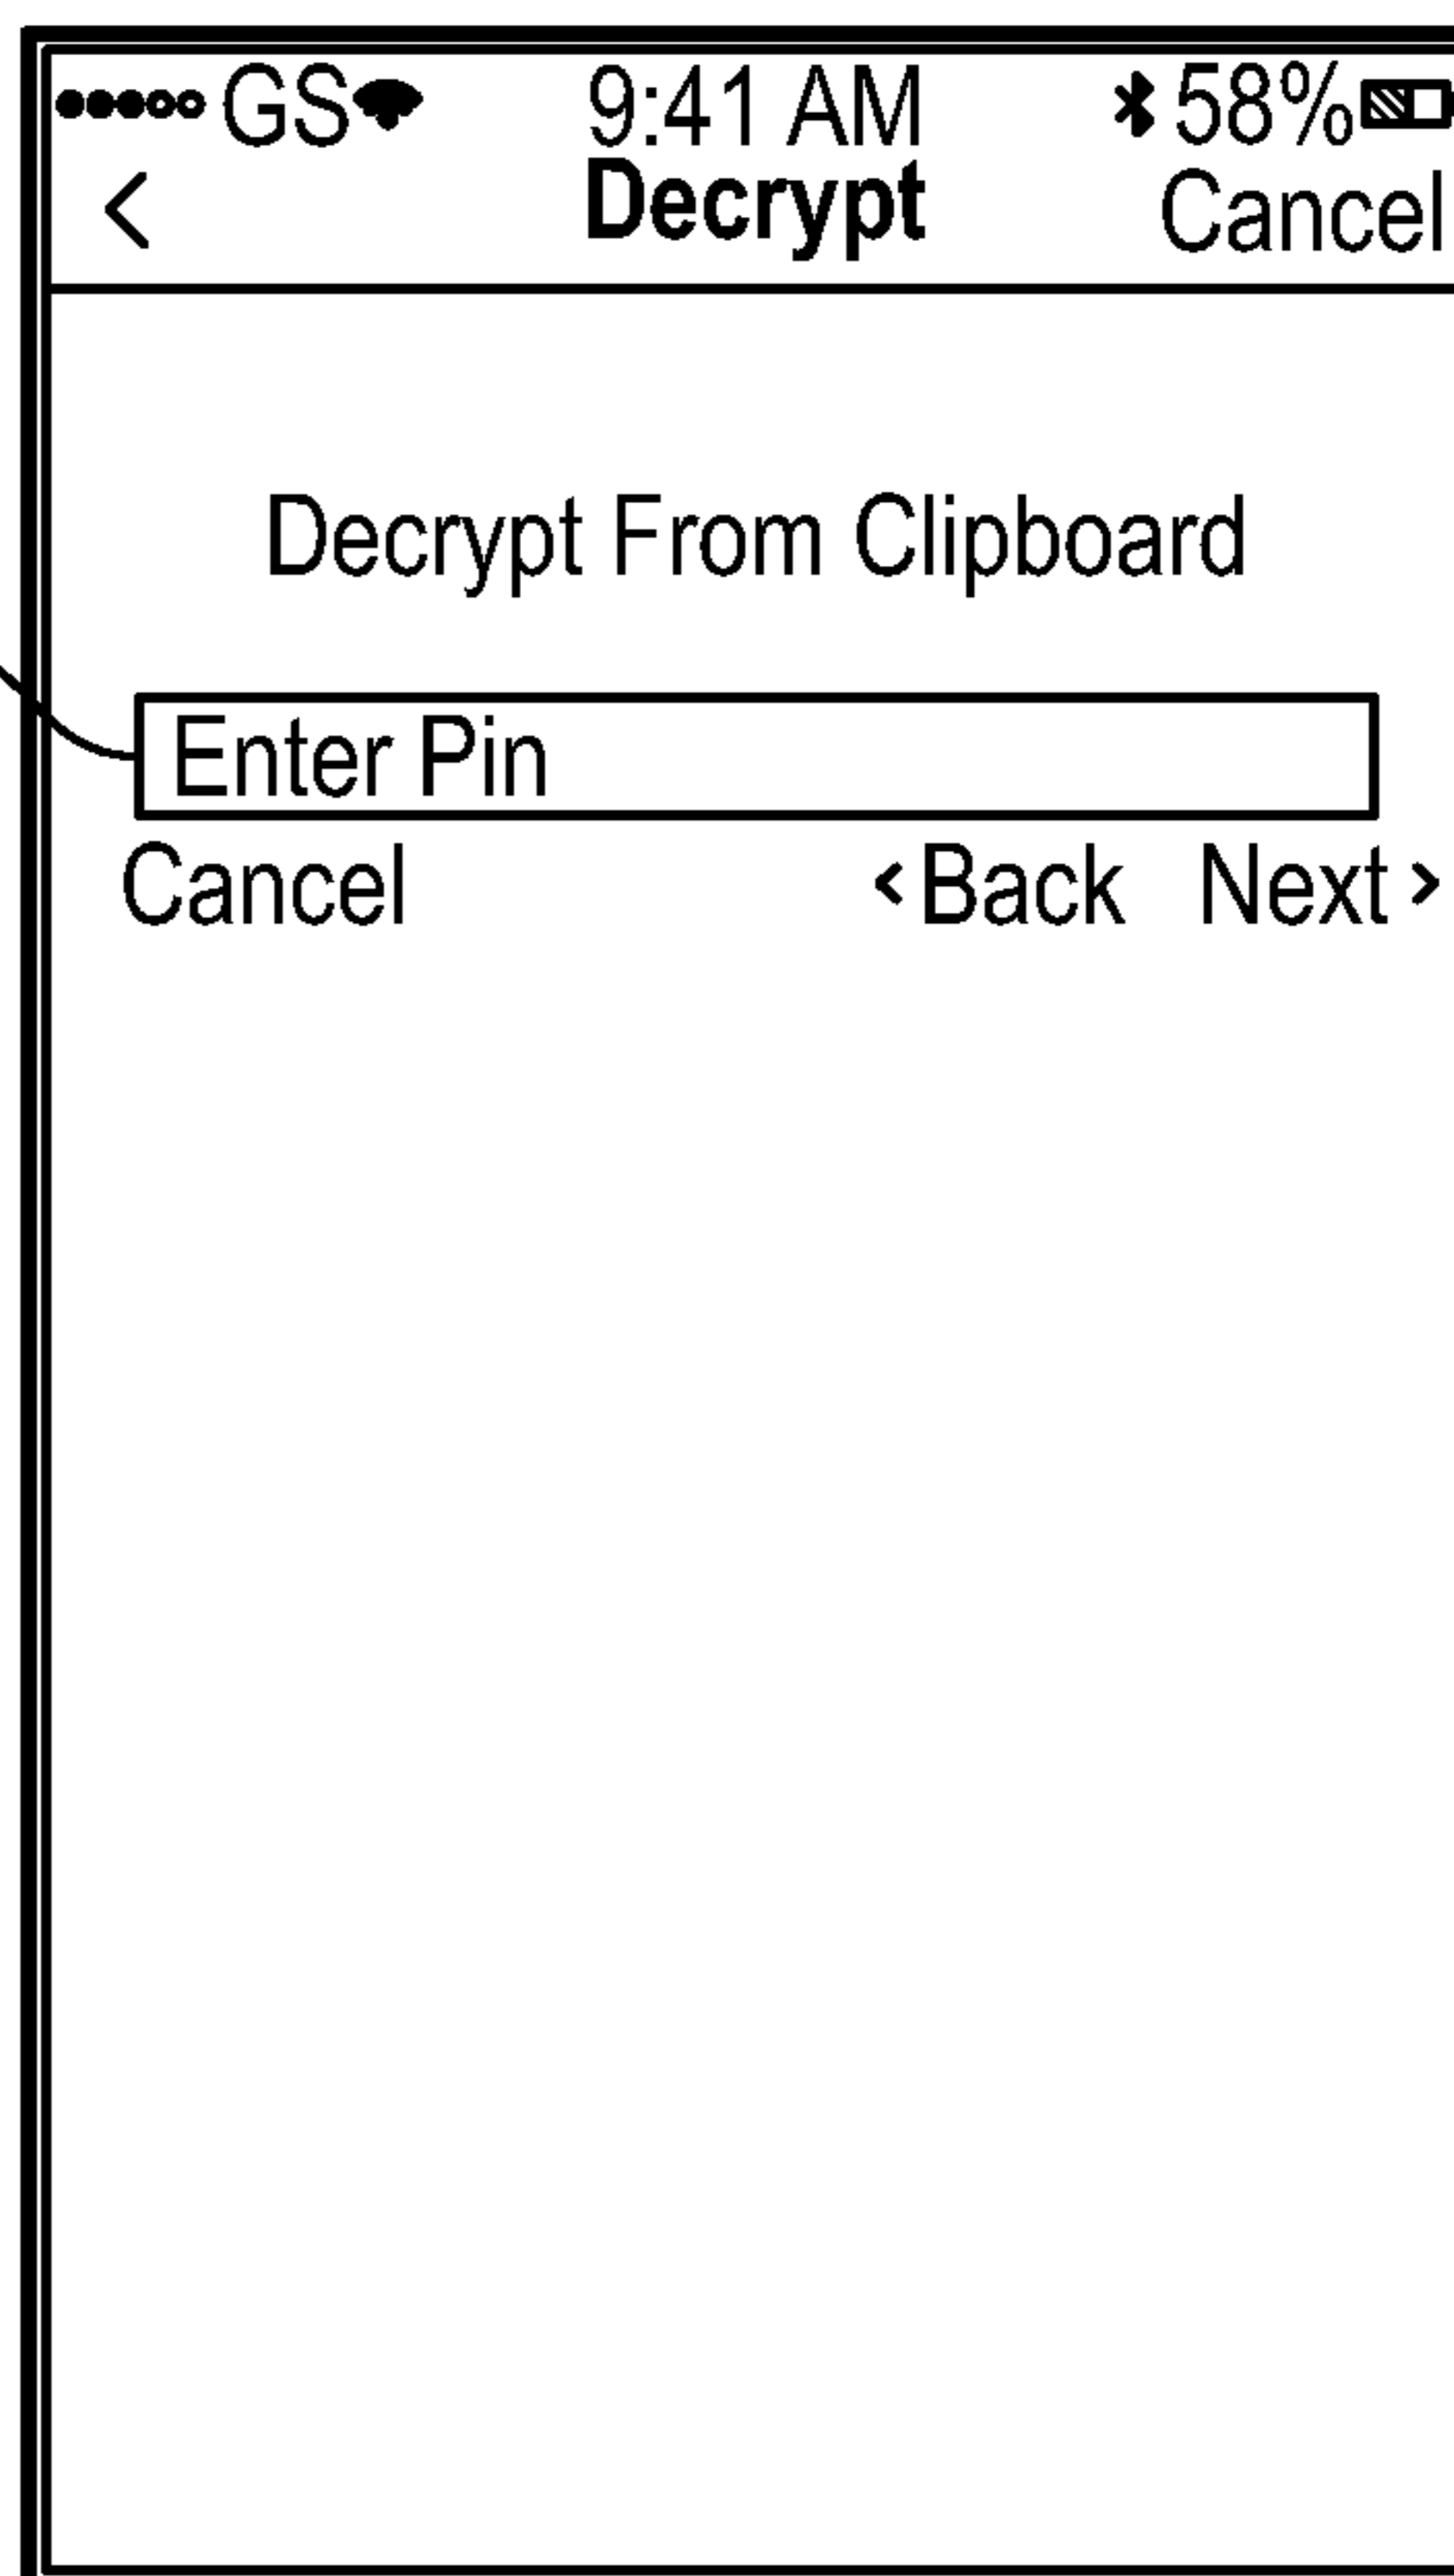 GS 9:41 AM 58%
< Decrypt Cancel
Decrypt From Clipboard
Enter Pin
Cancel <Back Next>